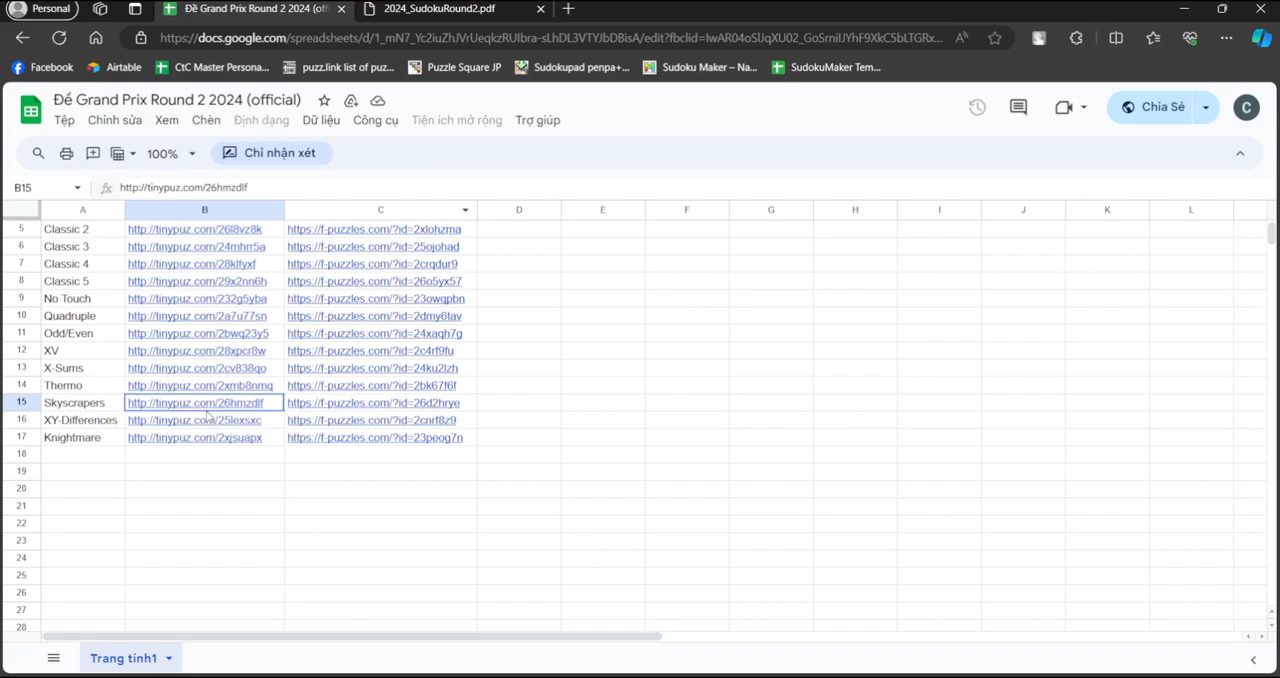 Personal
Đề Grand Prix Round 2 2024 (off
2024_SudokuRound2.pdf
https://docs.google.com/spreadsheets/d/1_mN7_Yc2iuZhJVrUeqkzRUIbra-sLhDL3VTYJbDBisA/edit?fbclid=IwAR04oSlJqXU02_GoSrniIJYhF9XkC5bLTGRx...
Facebook
Airtable
CtC Master Persona...
puzz.link list of puz...
Puzzle Square JP
Sudokupad penpa+...
Sudoku Maker – Na...
SudokuMaker Tem...
Đề Grand Prix Round 2 2024 (official)
Tệp Chỉnh sửa Xem Chèn Định dạng Dữ liệu Công cụ Tiện ích mở rộng Trợ giúp
Chia Sẻ
C
100%
Chỉ nhận xét
B15
fx http://tinypuz.com/26hmzdlf
A B C D E F G H I J K L
5 Classic 2 http://tinypuz.com/26l8vz8k https://f-puzzles.com/?id=2xlohzma
6 Classic 3 http://tinypuz.com/24mhrr5a https://f-puzzles.com/?id=25ojohad
7 Classic 4 http://tinypuz.com/28klfyxf https://f-puzzles.com/?id=2crqdur9
8 Classic 5 http://tinypuz.com/29x2nn6h https://f-puzzles.com/?id=26o5yx57
9 No Touch http://tinypuz.com/232g5yba https://f-puzzles.com/?id=23owqpbn
10 Quadruple http://tinypuz.com/2a7u77sn https://f-puzzles.com/?id=2dmy6tav
11 Odd/Even http://tinypuz.com/2bwq23y5 https://f-puzzles.com/?id=24xaqh7g
12 XV http://tinypuz.com/28xpcr8w https://f-puzzles.com/?id=2c4rf9fu
13 X-Sums http://tinypuz.com/2cv838qo https://f-puzzles.com/?id=24ku2lzh
14 Thermo http://tinypuz.com/2xmb8nmq https://f-puzzles.com/?id=2bk67f6f
15 Skyscrapers http://tinypuz.com/26hmzdlf https://f-puzzles.com/?id=26d2hrye
16 XY-Differences http://tinypuz.com/25lexsxc https://f-puzzles.com/?id=2cnrf8z9
17 Knightmare http://tinypuz.com/2xjsuapx https://f-puzzles.com/?id=23peog7n
18
19
20
21
22
23
24
25
26
27
28
Trang tính1